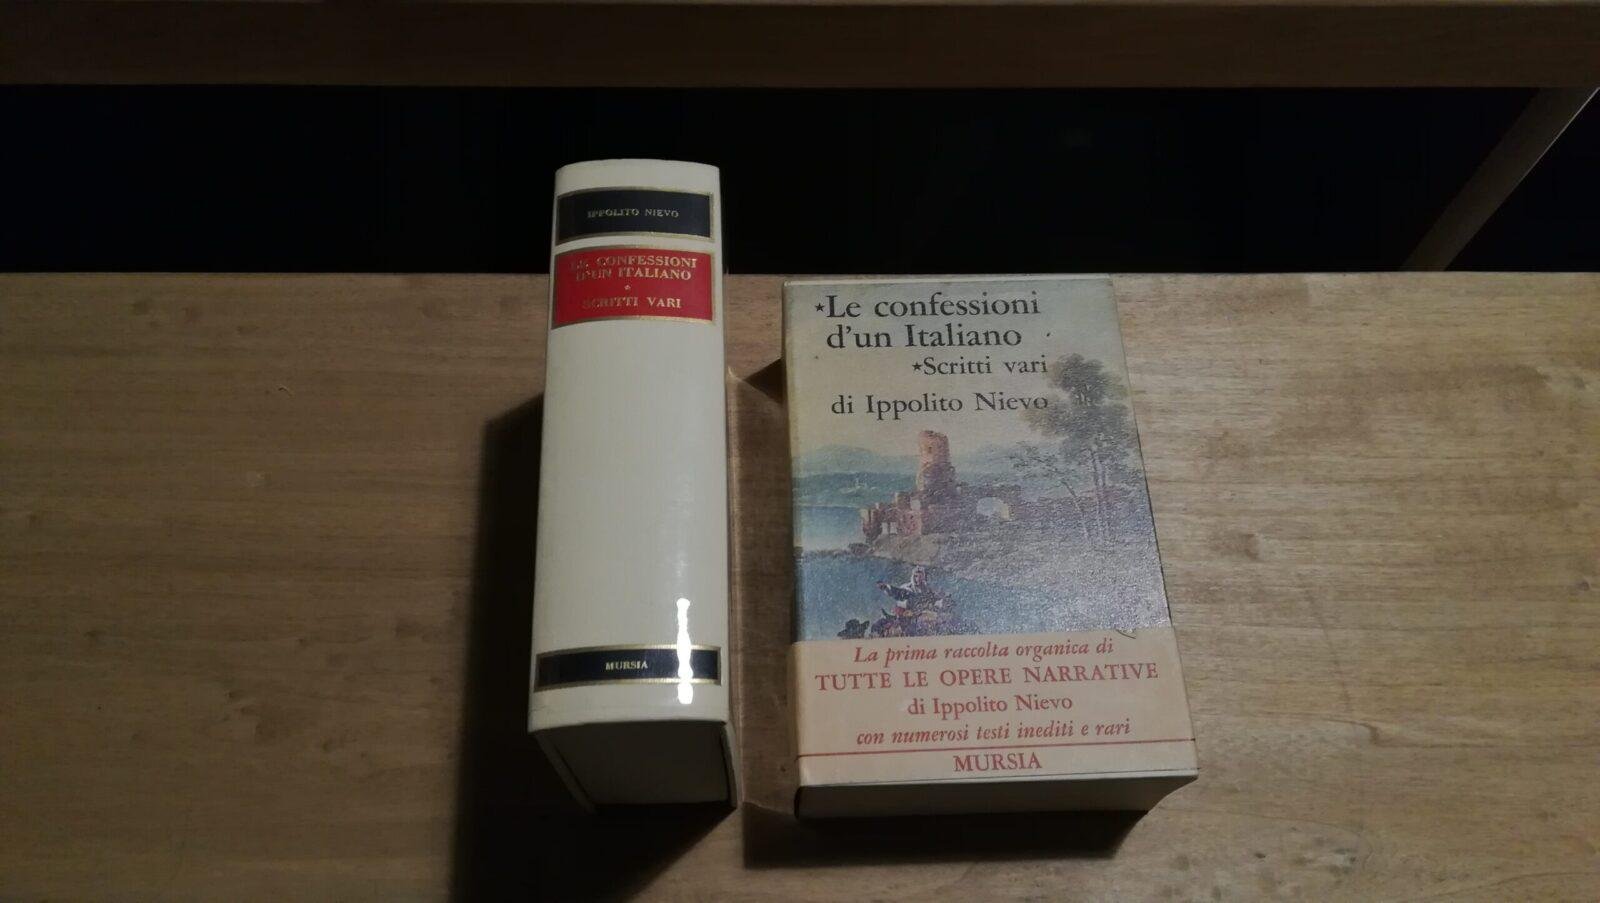 IPPOLITO NIEVO
LE CONFESSIONI
D'UN ITALIANO
*
SCRITTI VARI
MURSIA
★Le confessioni
d'un Italiano
★Scritti vari
di Ippolito Nievo
La prima raccolta organica di
TUTTE LE OPERE NARRATIVE
di Ippolito Nievo
con numerosi testi inediti e rari
MURSIA